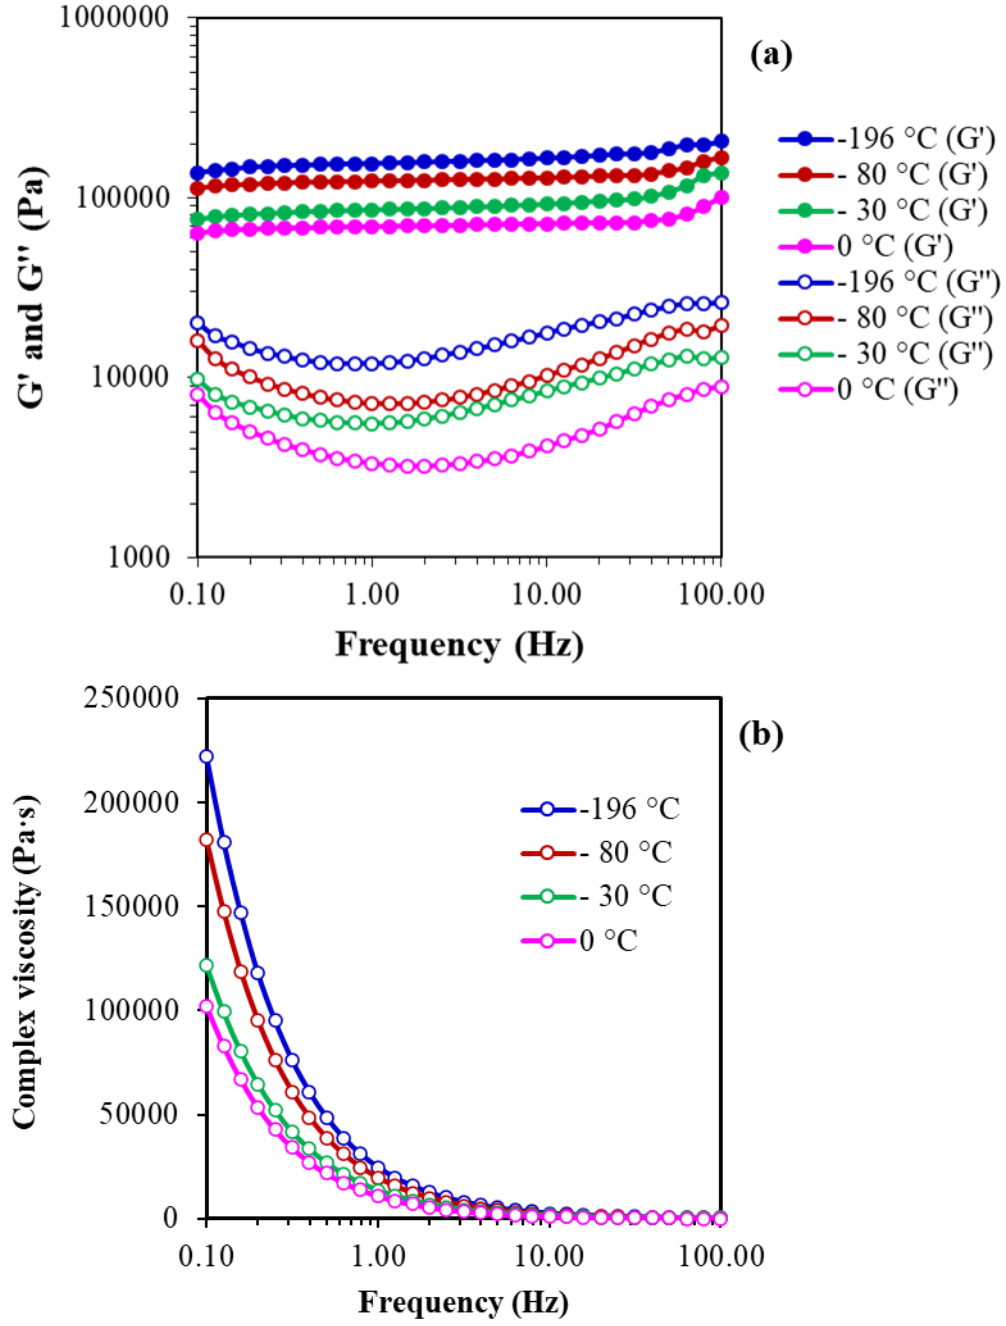 1000000
100000
10000
1000
G' and G'' (Pa)
0.10 1.00 10.00 100.00
Frequency (Hz)
(a)
-196 °C (G')
- 80 °C (G')
- 30 °C (G')
0 °C (G')
-196 °C (G'')
- 80 °C (G'')
- 30 °C (G'')
0 °C (G'')
250000
200000
150000
100000
50000
0
Complex viscosity (Pa·s)
0.10 1.00 10.00 100.00
Frequency (Hz)
(b)
-196 °C
- 80 °C
- 30 °C
0 °C